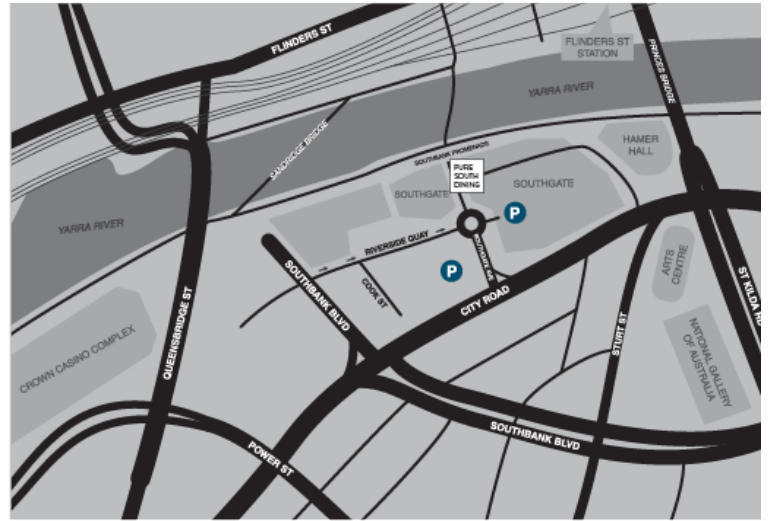 FLINDERS ST
FLINDERS ST
STATION
PRINCES BRIDGE
YARRA RIVER
SANDRIDGE BRIDGE
SOUTHBANK PROMENADE
HAMER
HALL
PURE
SOUTH
DINING
SOUTHGATE
SOUTHGATE
P
YARRA RIVER
RIVERSIDE QUAY
SOUTHGATE AVE
ARTS
CENTRE
P
SOUTHBANK BLVD
COOK ST
CITY ROAD
ST KILDA RD
QUEENSBRIDGE ST
STURT ST
CROWN CASINO COMPLEX
NATIONAL GALLERY
OF AUSTRALIA
SOUTHBANK BLVD
POWER ST